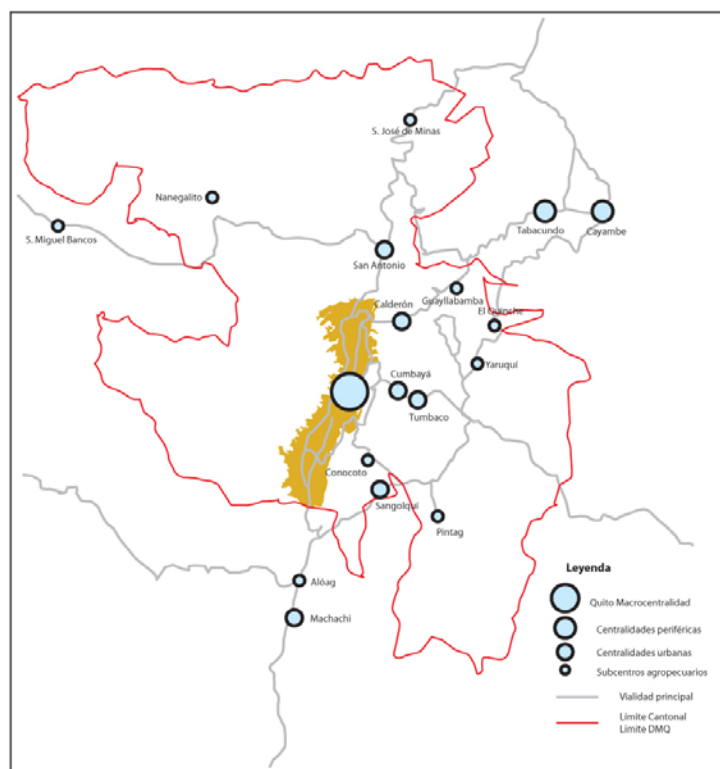 S. José de Minas
Nanegalito
S. Miguel Bancos
Tabacundo
Cayambe
San Antonio
Guayllabamba
Calderón
El Quinche
Yaruquí
Cumbayá
Tumbaco
Conocoto
Sangolqui
Pintag
Alóag
Machachi
Leyenda
Quito Macrocentralidad
Centralidades periféricas
Centralidades urbanas
Subcentros agropecuarios
Vialidad principal
Límite Cantonal
Límite DMQ